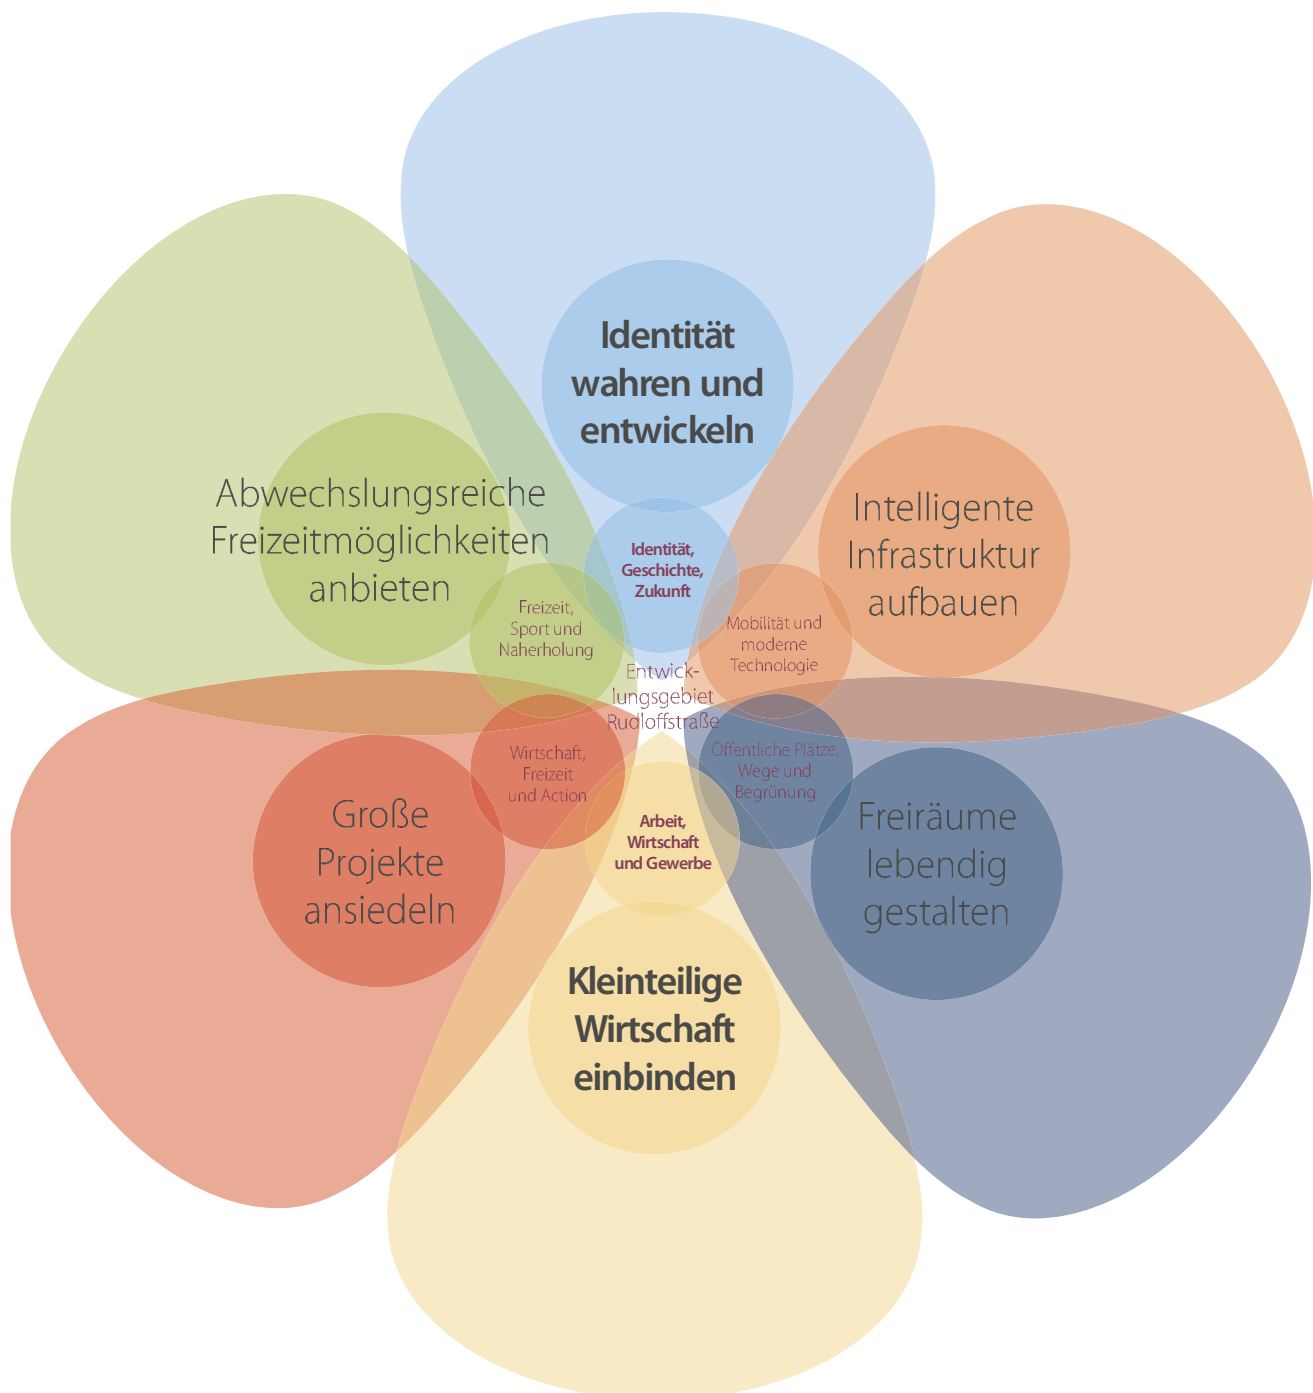 Identität
wahren und
entwickeln
Abwechslungsreiche
Freizeitmöglichkeiten
anbieten
Intelligente
Infrastruktur
aufbauen
Identität,
Geschichte,
Zukunft
Freizeit,
Sport und
Naherholung
Mobilität und
moderne
Technologie
Entwick-
lungsgebiet
Rudloffstraße
Wirtschaft,
Freizeit
und Action
Öffentliche Plätze,
Wege und
Begrünung
Arbeit,
Wirtschaft
und Gewerbe
Große
Projekte
ansiedeln
Freiräume
lebendig
gestalten
Kleinteilige
Wirtschaft
einbinden